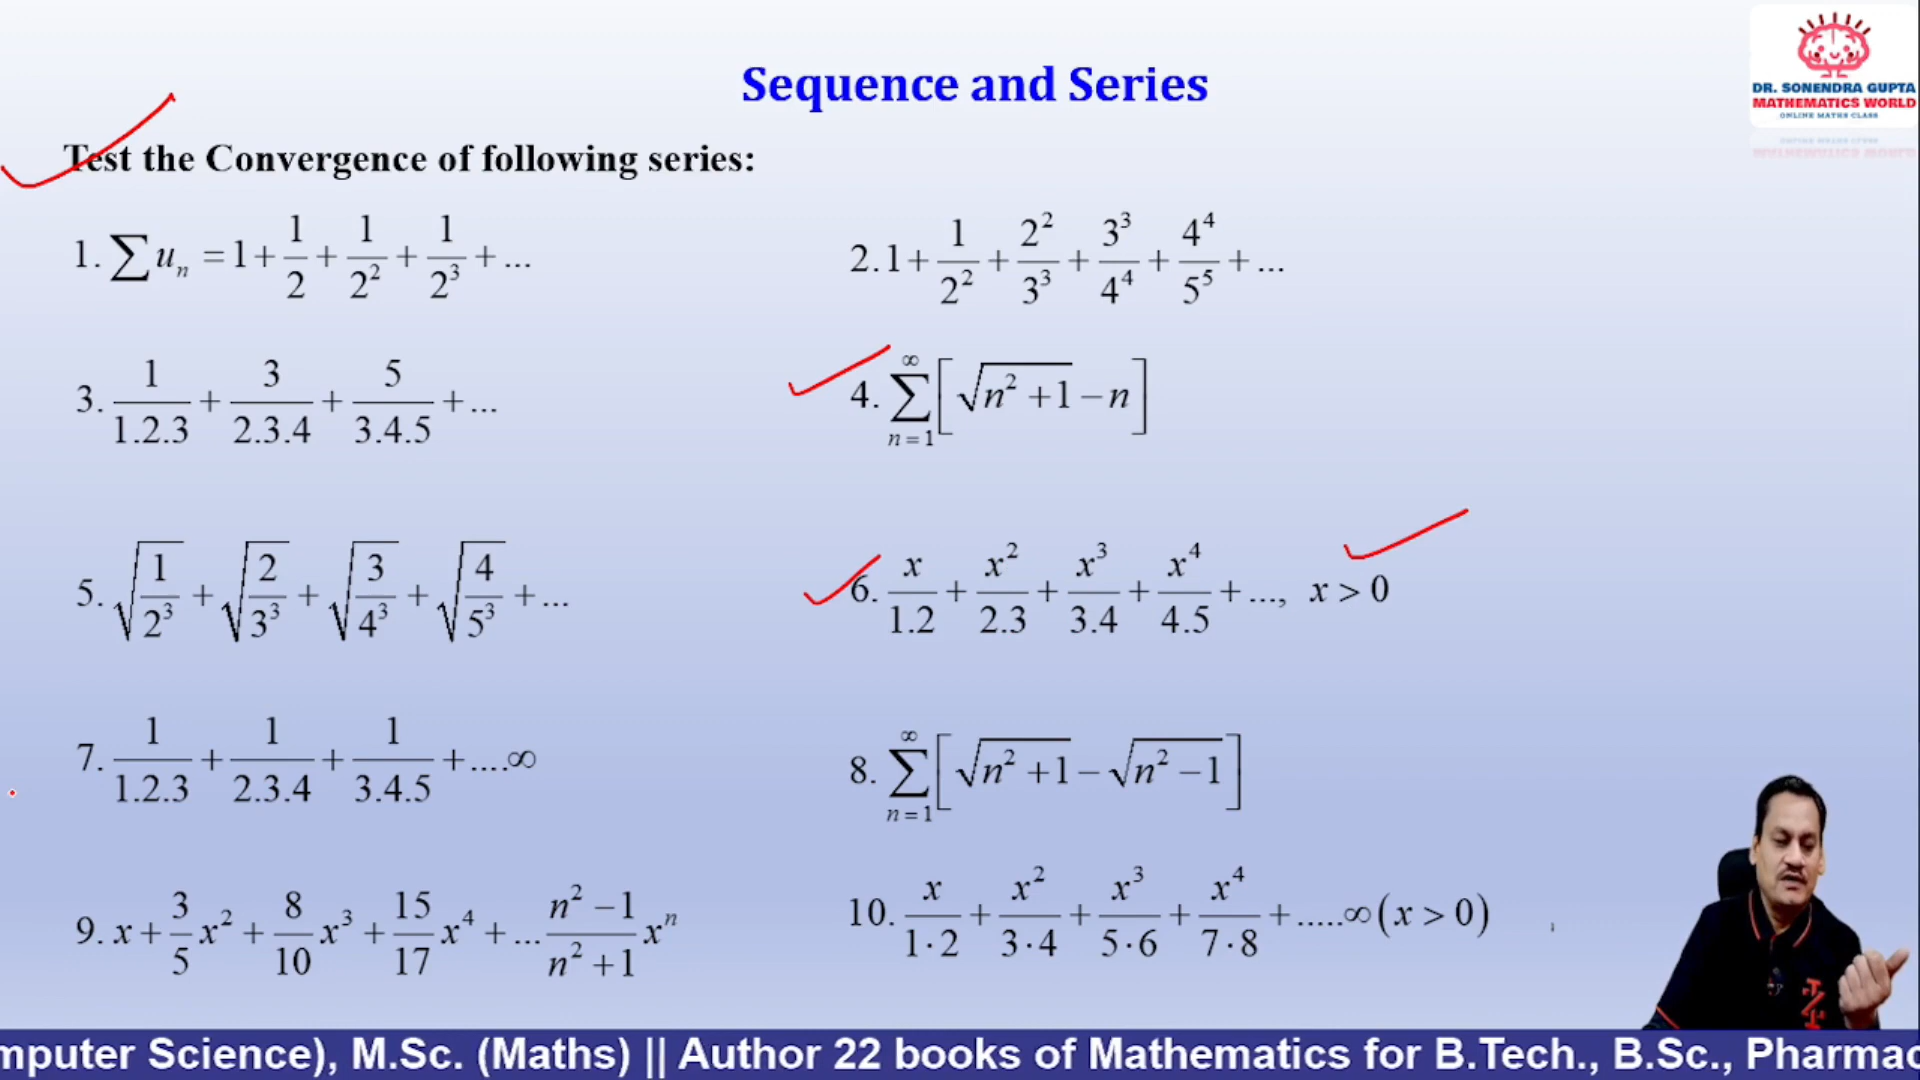 Sequence and Series
DR. SONENDRA GUPTA
MATHEMATICS WORLD
ONLINE MATHS CLASS
Test the Convergence of following series:
1. ∑ uₙ = 1 + 1/2 + 1/2² + 1/2³ + ...
2. 1 + 1/2² + 2²/3³ + 3³/4⁴ + 4⁴/5⁵ + ...
3. 1/1.2.3 + 3/2.3.4 + 5/3.4.5 + ...
4. ∑_{n=1}^{∞} [√(n² + 1) − n]
5. √(1/2³) + √(2/3³) + √(3/4³) + √(4/5³) + ...
6. x/1.2 + x²/2.3 + x³/3.4 + x⁴/4.5 + ..., x > 0
7. 1/1.2.3 + 1/2.3.4 + 1/3.4.5 + ....∞
8. ∑_{n=1}^{∞} [√(n² + 1) − √(n² − 1)]
9. x + 3/5 x² + 8/10 x³ + 15/17 x⁴ + ... (n² − 1)/(n² + 1) xⁿ
10. x/1·2 + x²/3·4 + x³/5·6 + x⁴/7·8 + .....∞ (x > 0)
mputer Science), M.Sc. (Maths) || Author 22 books of Mathematics for B.Tech., B.Sc., Pharmac